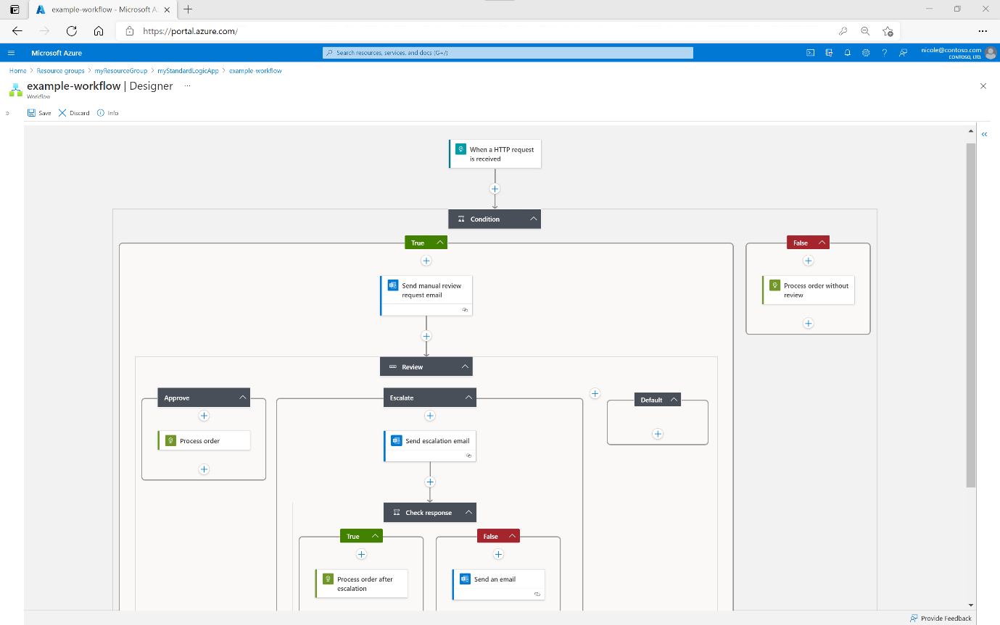 example-workflow - Microsoft A
https://portal.azure.com/
Microsoft Azure
Search resources, services, and docs (G+/)
nicole@contoso.com
CONTOSO, LTD.
Home > Resource groups > myResourceGroup > myStandardLogicApp > example-workflow
example-workflow | Designer ...
Workflow
Save Discard Info
When a HTTP request
is received
Condition
True
False
Send manual review
request email
Process order without
review
Review
Approve
Escalate
Default
Process order
Send escalation email
Check response
True
False
Process order after
escalation
Send an email
Provide Feedback